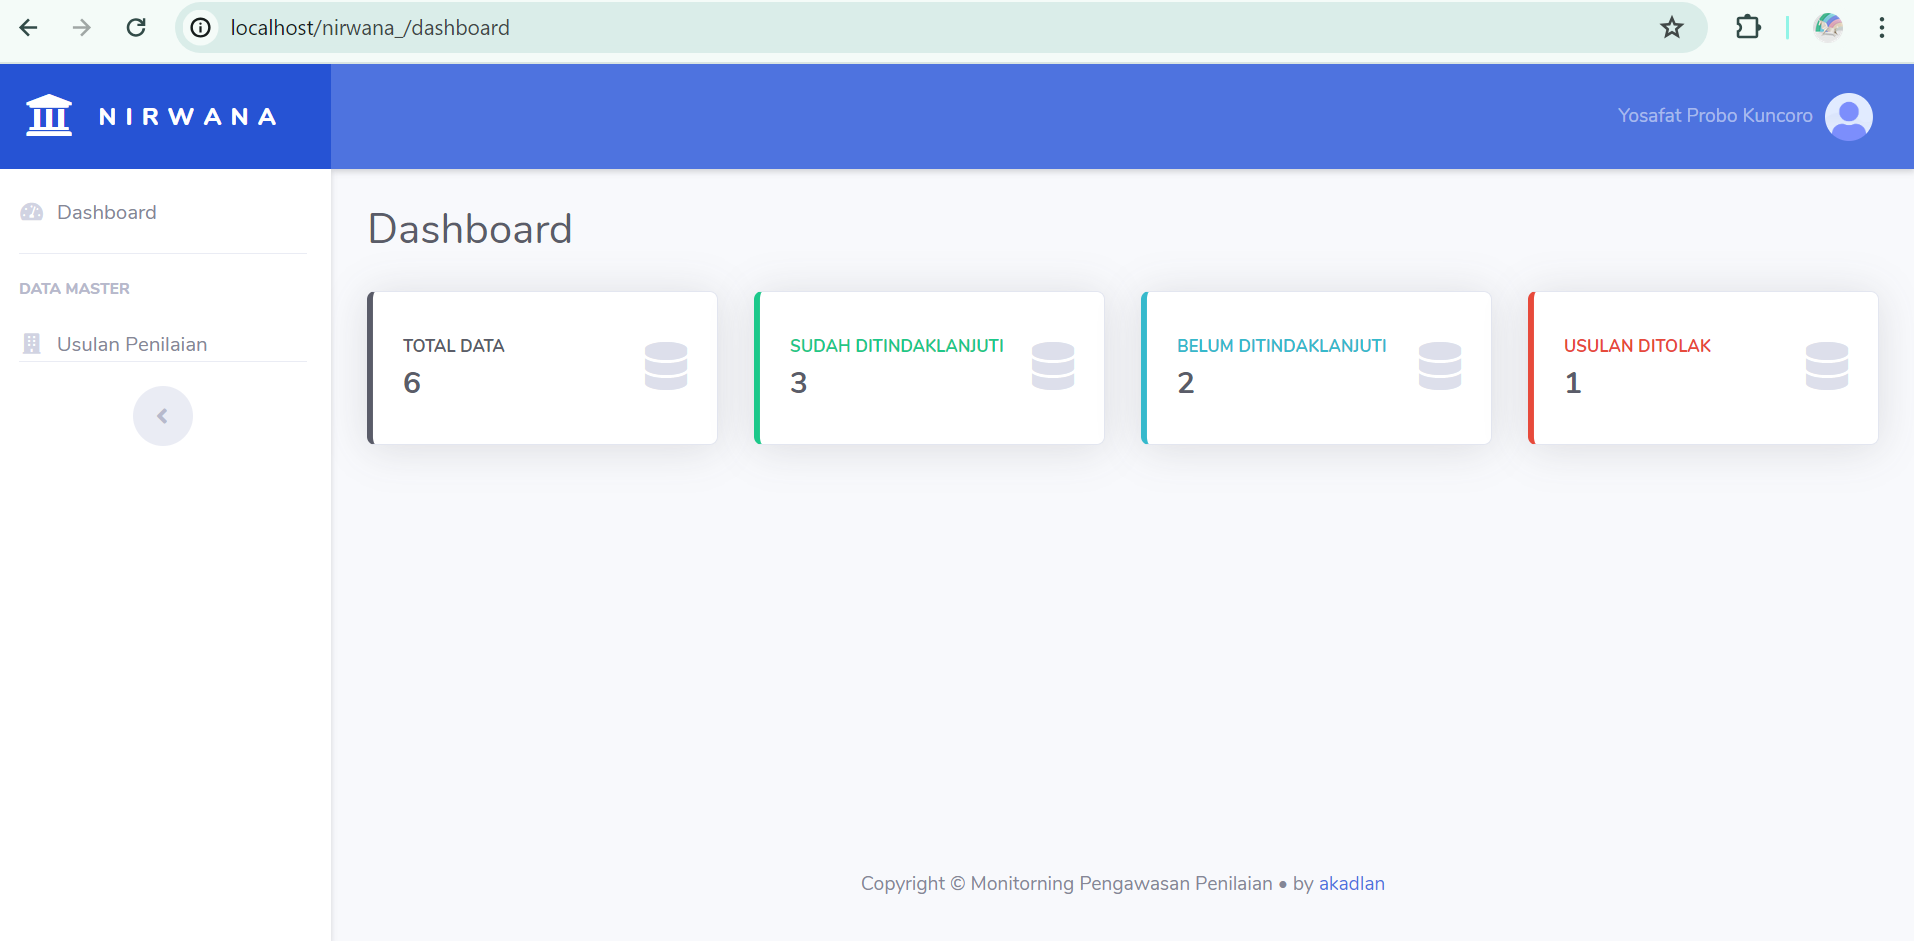 localhost/nirwana_/dashboard
NIRWANA
Yosafat Probo Kuncoro
Dashboard
DATA MASTER
Usulan Penilaian
Dashboard
TOTAL DATA
6
SUDAH DITINDAKLANJUTI
3
BELUM DITINDAKLANJUTI
2
USULAN DITOLAK
1
Copyright © Monitorning Pengawasan Penilaian • by akadlan